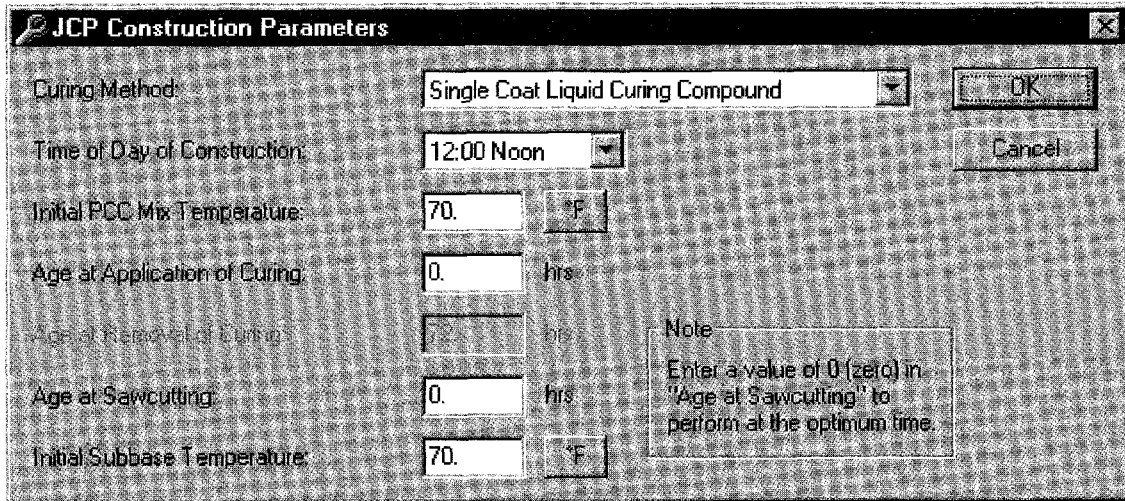 JCP Construction Parameters
Curing Method: Single Coat Liquid Curing Compound OK
Time of Day of Construction: 12:00 Noon Cancel
Initial PCC Mix Temperature: 70. °F
Age at Application of Curing: 0. hrs
Age at Removal of Curing: 72. hrs
Age at Sawcutting: 0. hrs
Initial Subbase Temperature: 70. °F
Note
Enter a value of 0 (zero) in
"Age at Sawcutting" to
perform at the optimum time.